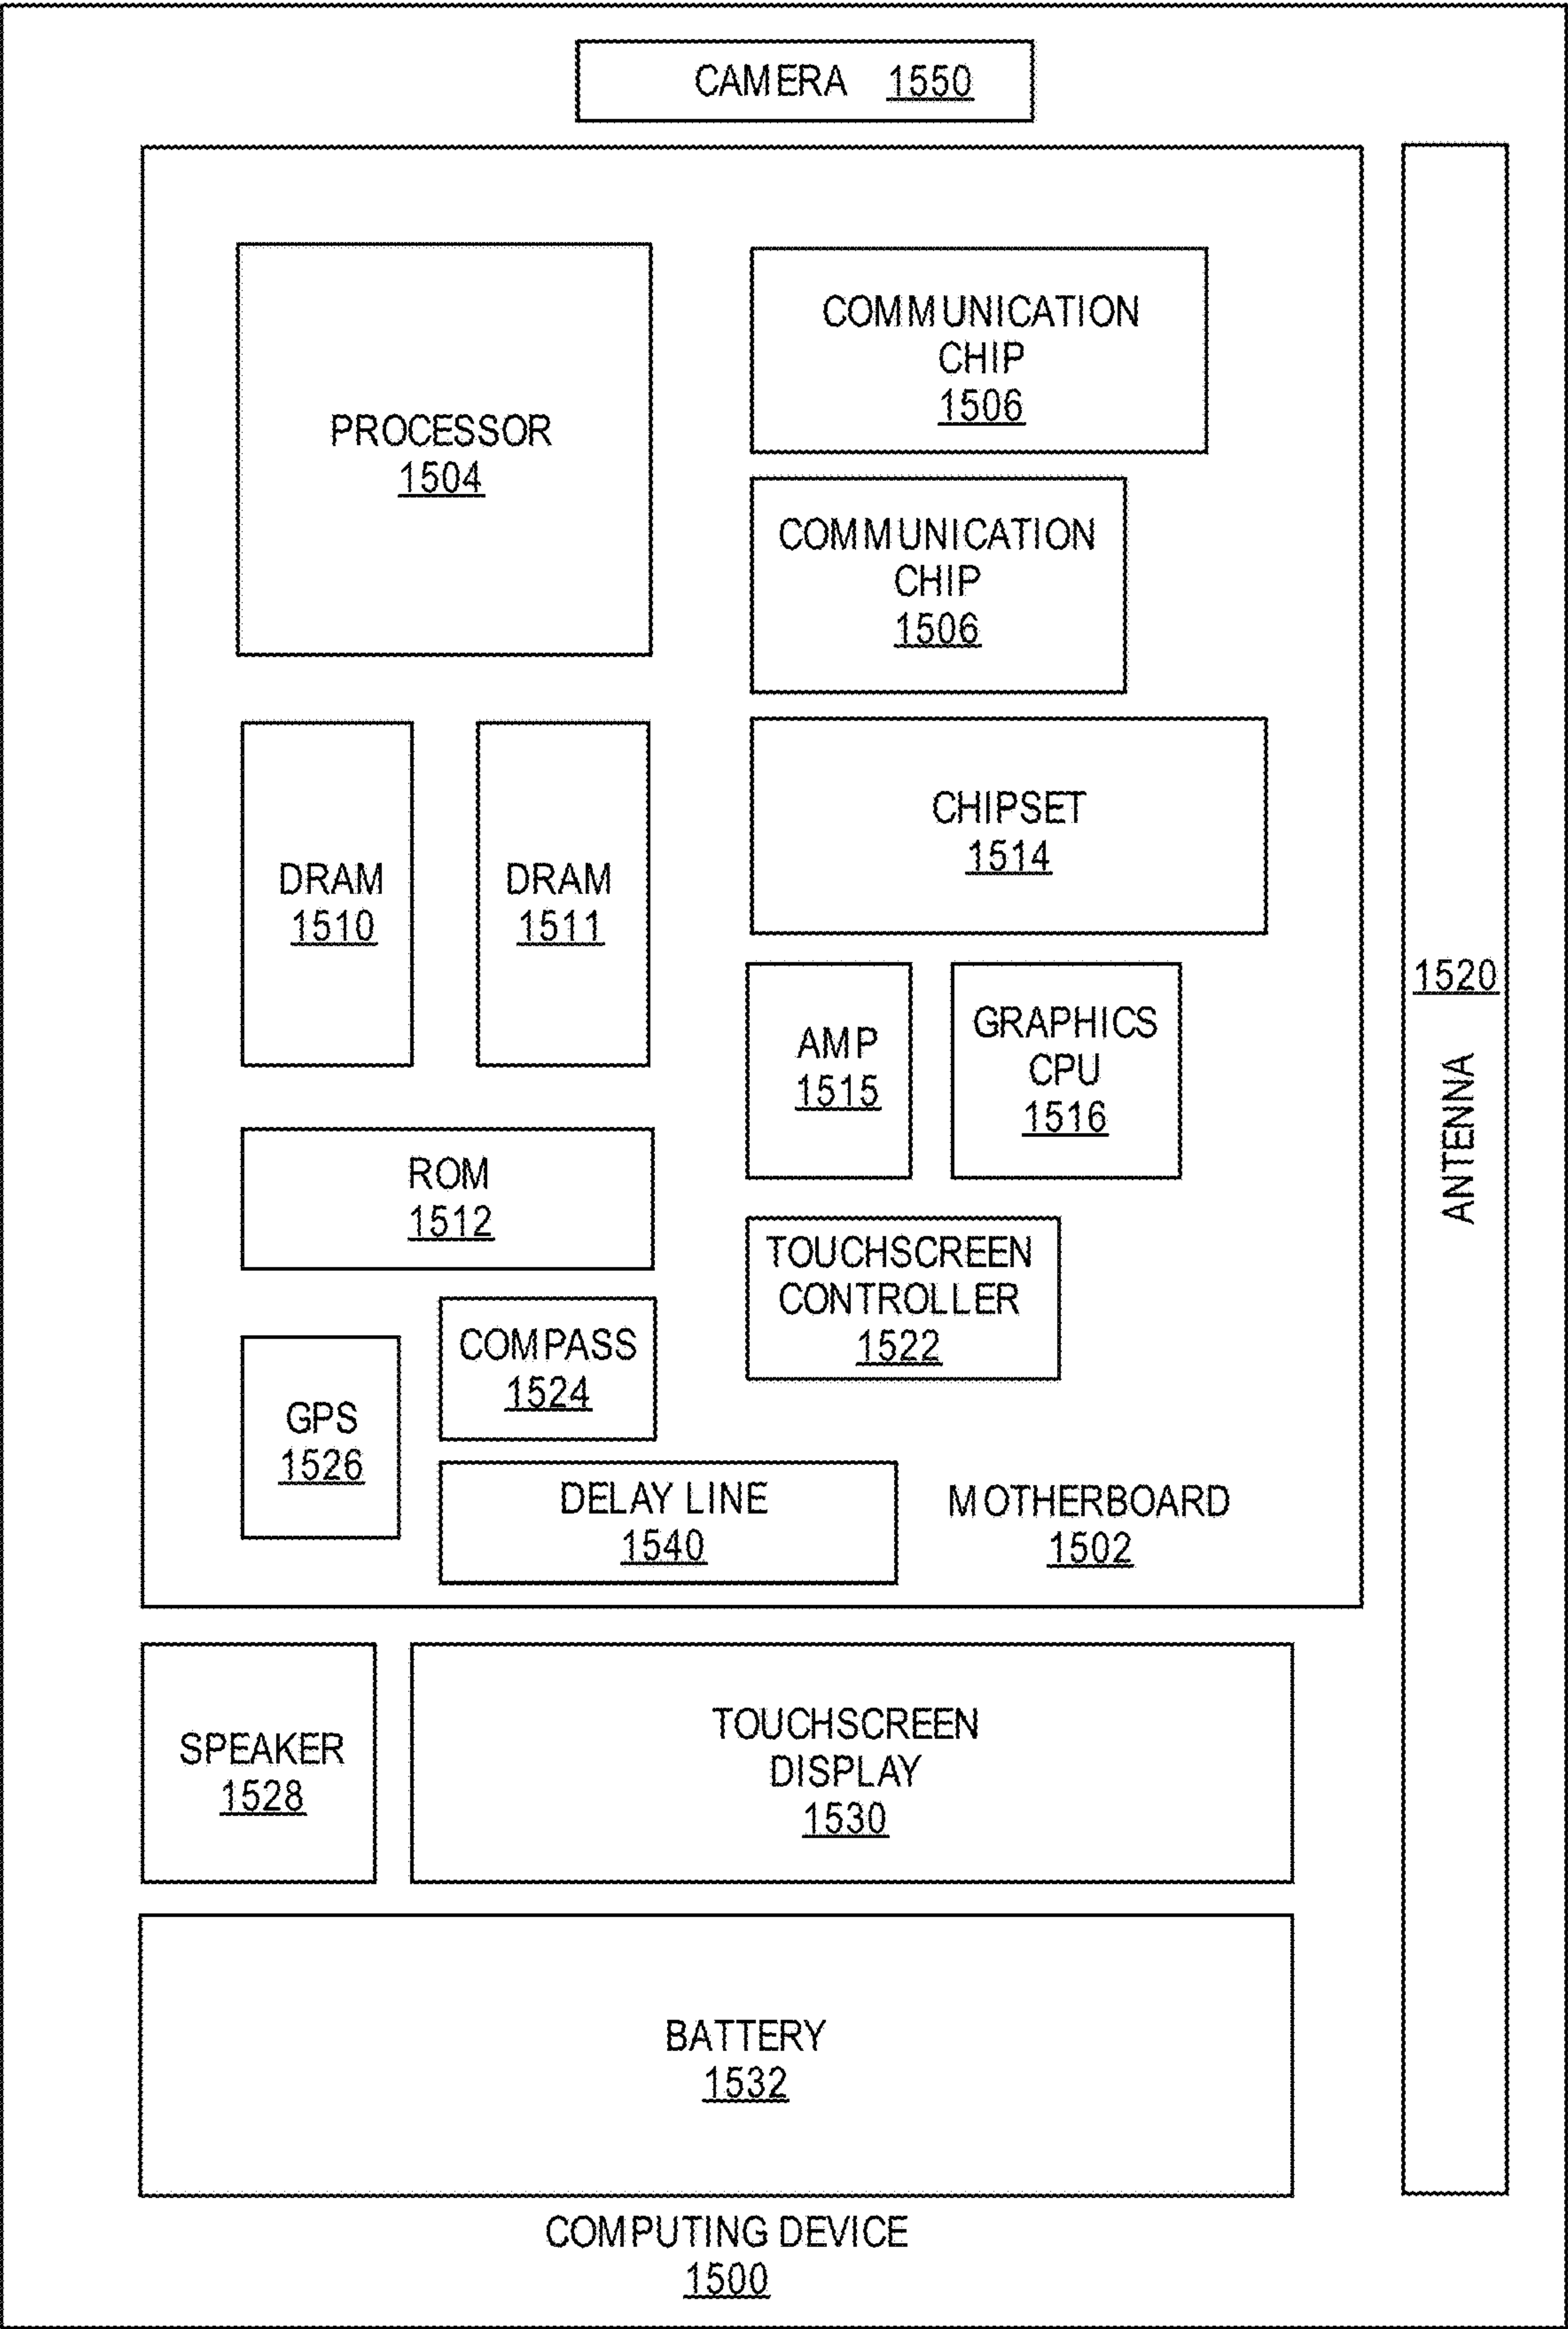 CAMERA 1550
PROCESSOR
1504
COMMUNICATION
CHIP
1506
COMMUNICATION
CHIP
1506
DRAM
1510
DRAM
1511
CHIPSET
1514
AMP
1515
GRAPHICS
CPU
1516
1520
ANTENNA
ROM
1512
TOUCHSCREEN
CONTROLLER
1522
COMPASS
1524
GPS
1526
DELAY LINE
1540
MOTHERBOARD
1502
SPEAKER
1528
TOUCHSCREEN
DISPLAY
1530
BATTERY
1532
COMPUTING DEVICE
1500